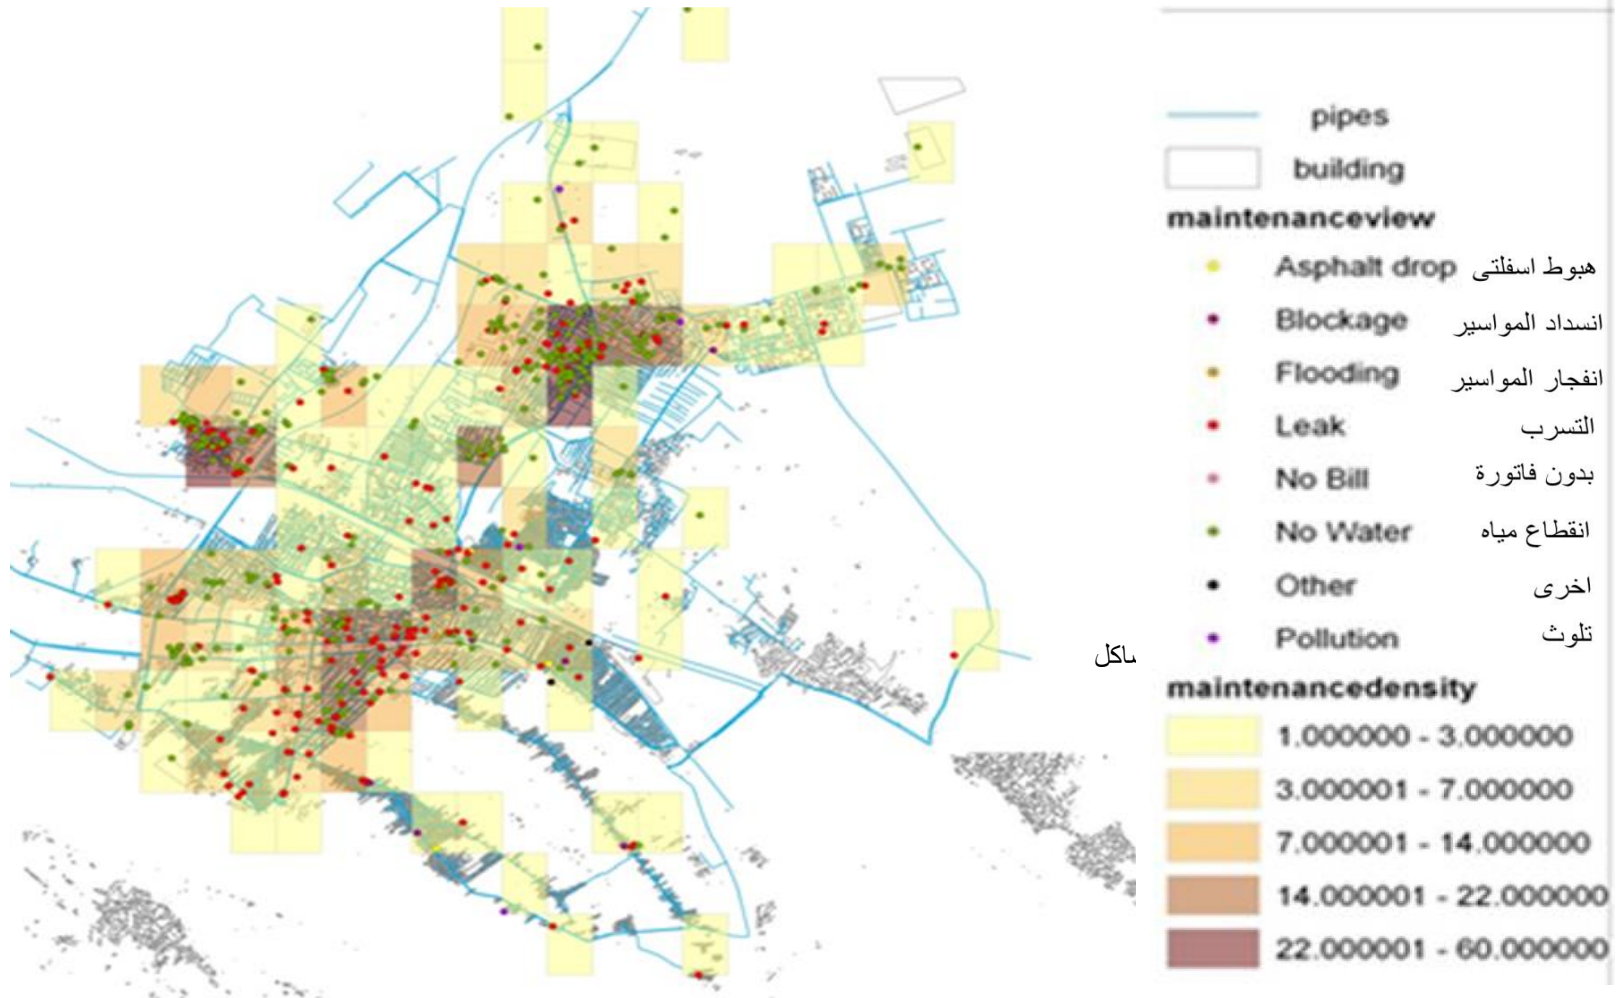 pipes
building
maintenanceview
Asphalt drop هبوط اسفلتى
Blockage انسداد المواسير
Flooding انفجار المواسير
Leak التسرب
No Bill بدون فاتورة
No Water انقطاع مياه
Other اخرى
Pollution تلوث
maintenancedensity
1.000000 - 3.000000
3.000001 - 7.000000
7.000001 - 14.000000
14.000001 - 22.000000
22.000001 - 60.000000